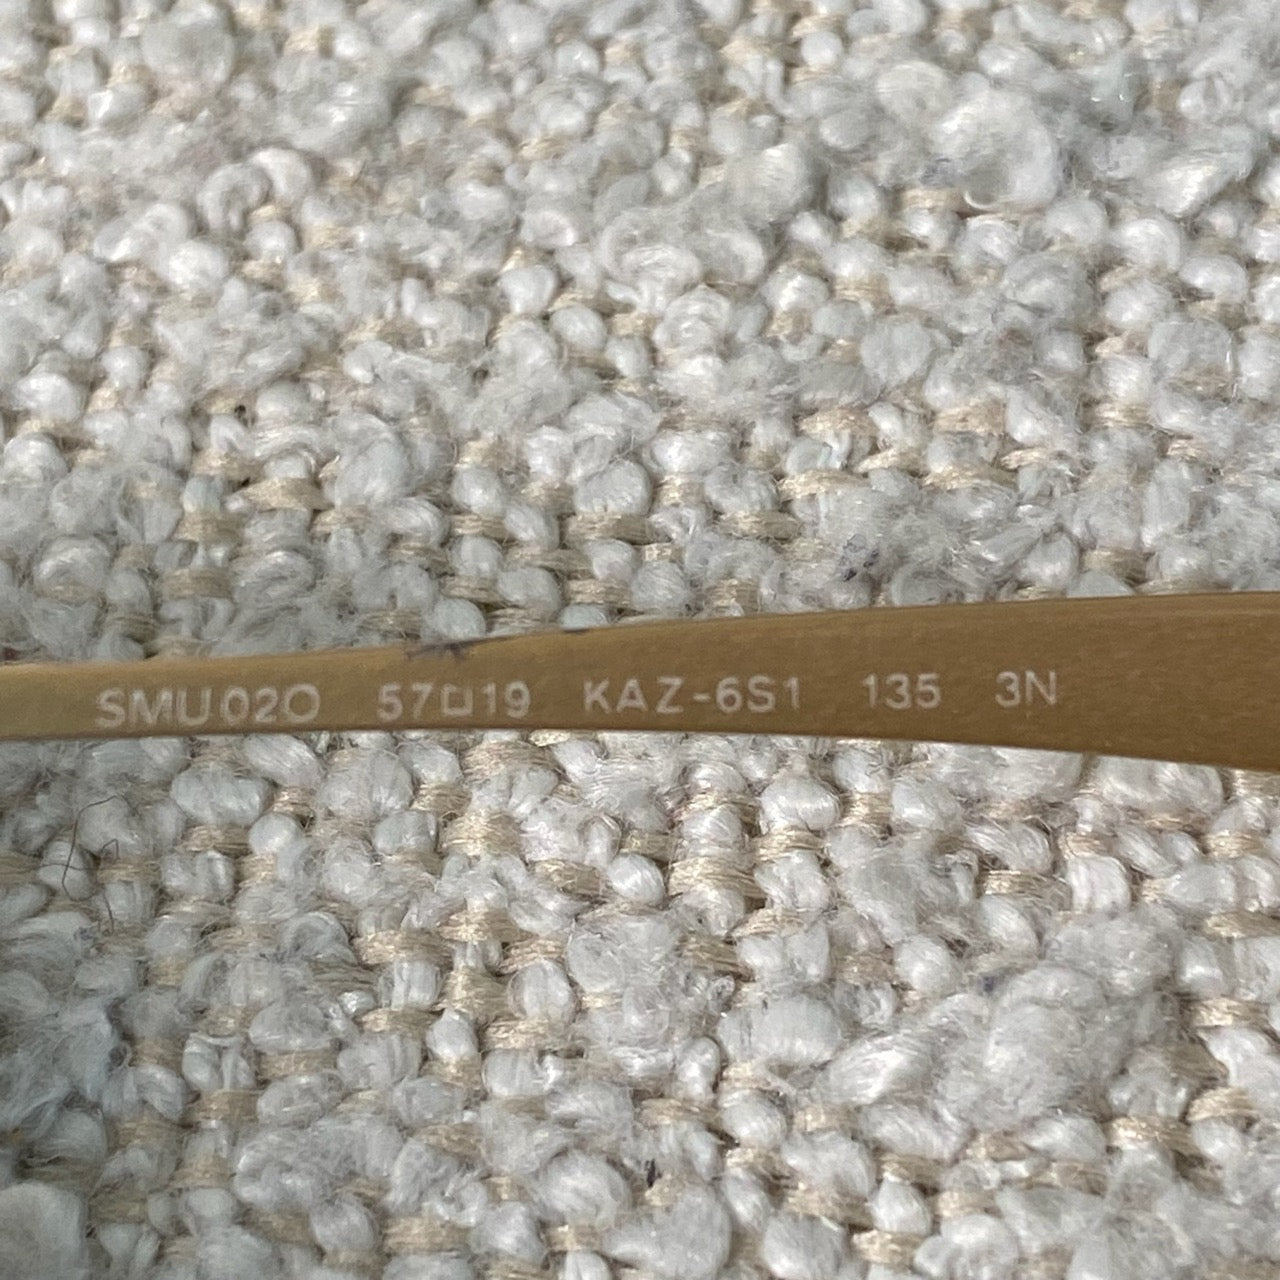 SMU02O 57□19 KAZ-6S1 135 3N